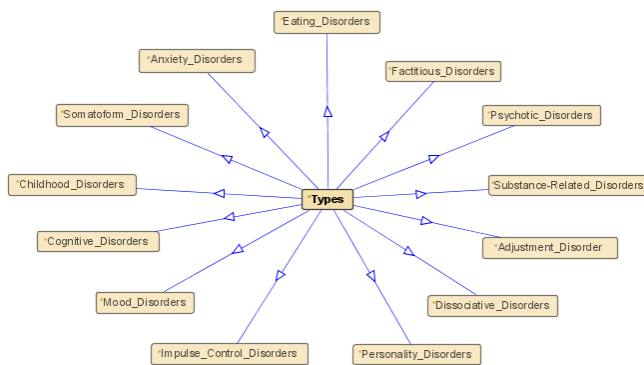 *Eating_Disorders
*Anxiety_Disorders
*Factitious_Disorders
*Somatoform_Disorders
*Psychotic_Disorders
*Childhood_Disorders
*Types
*Substance-Related_Disorders
*Cognitive_Disorders
*Adjustment_Disorder
*Mood_Disorders
*Dissociative_Disorders
*Impulse_Control_Disorders
*Personality_Disorders